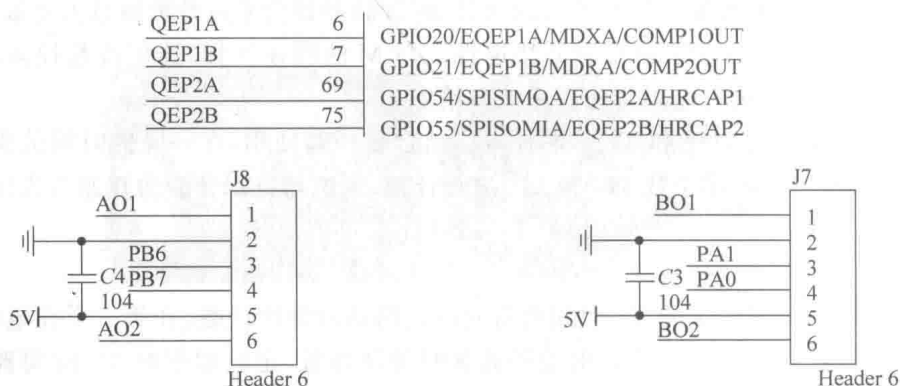 QEP1A 6 GPIO20/EQEP1A/MDXA/COMP1OUT
QEP1B 7 GPIO21/EQEP1B/MDRA/COMP2OUT
QEP2A 69 GPIO54/SPISIMOA/EQEP2A/HRCAP1
QEP2B 75 GPIO55/SPISOMIA/EQEP2B/HRCAP2
J8
AO1 1
2
PB6 3
C4 PB7 4
104
5V 5
AO2 6
Header 6
J7
BO1 1
2
PA1 3
C3 PA0 4
104
5V 5
BO2 6
Header 6